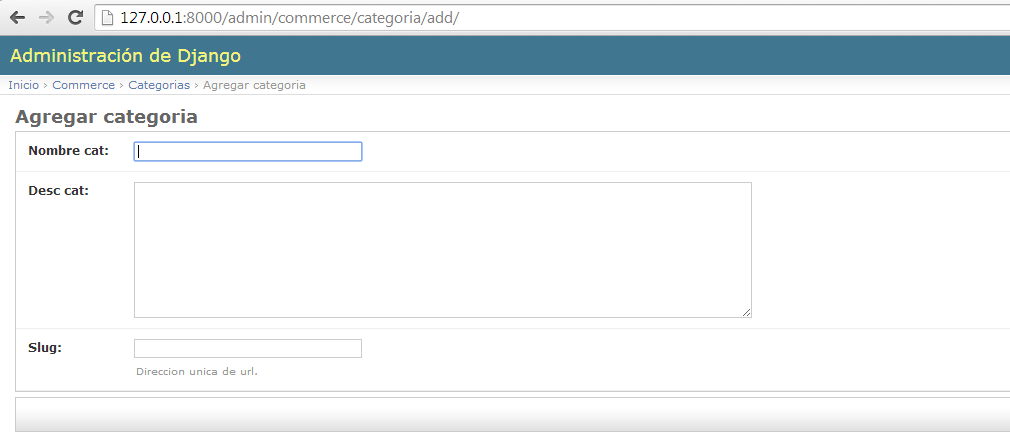 127.0.0.1:8000/admin/commerce/categoria/add/
Administración de Django
Inicio › Commerce › Categorias › Agregar categoria
Agregar categoria
Nombre cat:
Desc cat:
Slug:
Direccion unica de url.